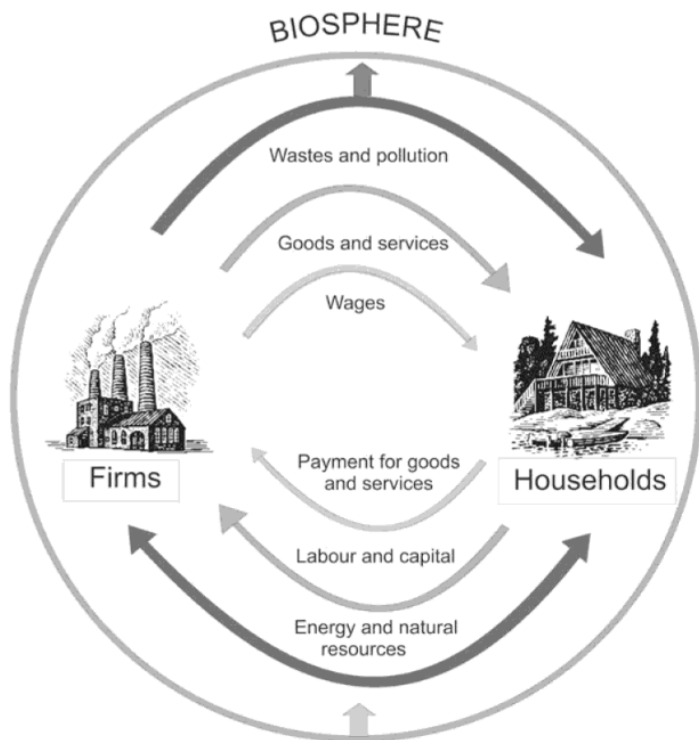 BIOSPHERE
Wastes and pollution
Goods and services
Wages
Firms
Households
Payment for goods
and services
Labour and capital
Energy and natural
resources